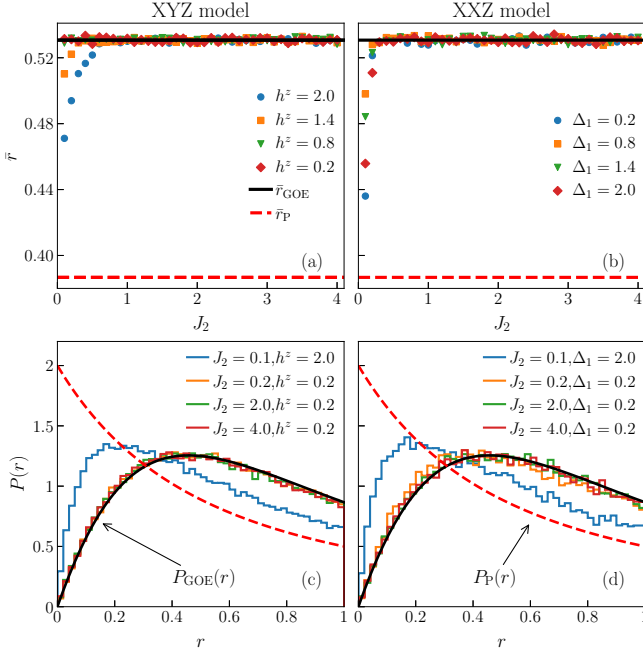 XYZ model
XXZ model
0.52
0.48
0.44
0.40
r̄
h^z = 2.0
h^z = 1.4
h^z = 0.8
h^z = 0.2
r̄_GOE
r̄_P
(a)
0 1 2 3 4
J_2
Δ_1 = 0.2
Δ_1 = 0.8
Δ_1 = 1.4
Δ_1 = 2.0
(b)
0 1 2 3 4
J_2
2
1.5
1
0.5
0
P(r)
J_2 = 0.1,h^z = 2.0
J_2 = 0.2,h^z = 0.2
J_2 = 2.0,h^z = 0.2
J_2 = 4.0,h^z = 0.2
P_GOE(r)
(c)
0 0.2 0.4 0.6 0.8 1
r
J_2 = 0.1,Δ_1 = 2.0
J_2 = 0.2,Δ_1 = 0.2
J_2 = 2.0,Δ_1 = 0.2
J_2 = 4.0,Δ_1 = 0.2
P_P(r)
(d)
0 0.2 0.4 0.6 0.8 1
r